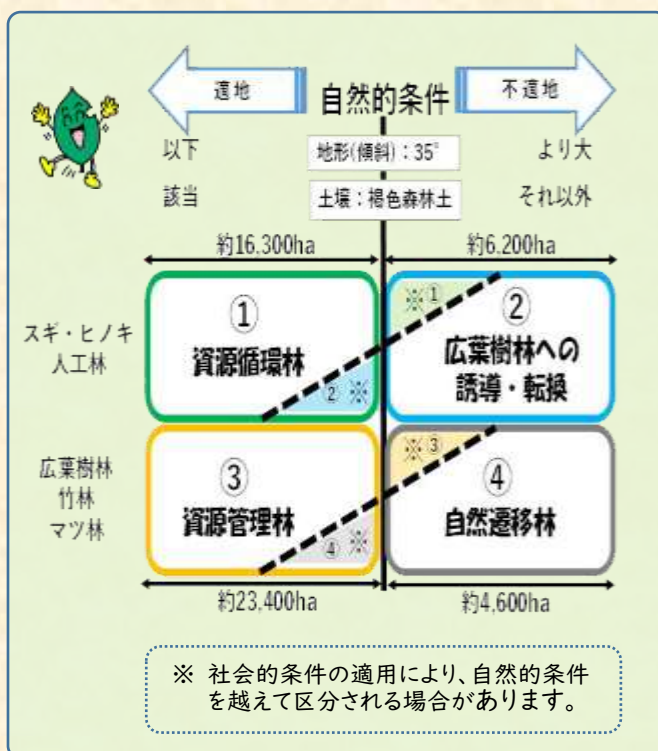 適地
自然的条件
不適地
以下
地形(傾斜):35°
より大
該当
土壌:褐色森林土
それ以外
約16,300ha
約6,200ha
スギ・ヒノキ
人工林
①
資源循環林
②※
※①
②
広葉樹林への
誘導・転換
広葉樹林
竹林
マツ林
③
資源管理林
④※
※③
④
自然遷移林
約23,400ha
約4,600ha
※ 社会的条件の適用により、自然的条件
を越えて区分される場合があります。